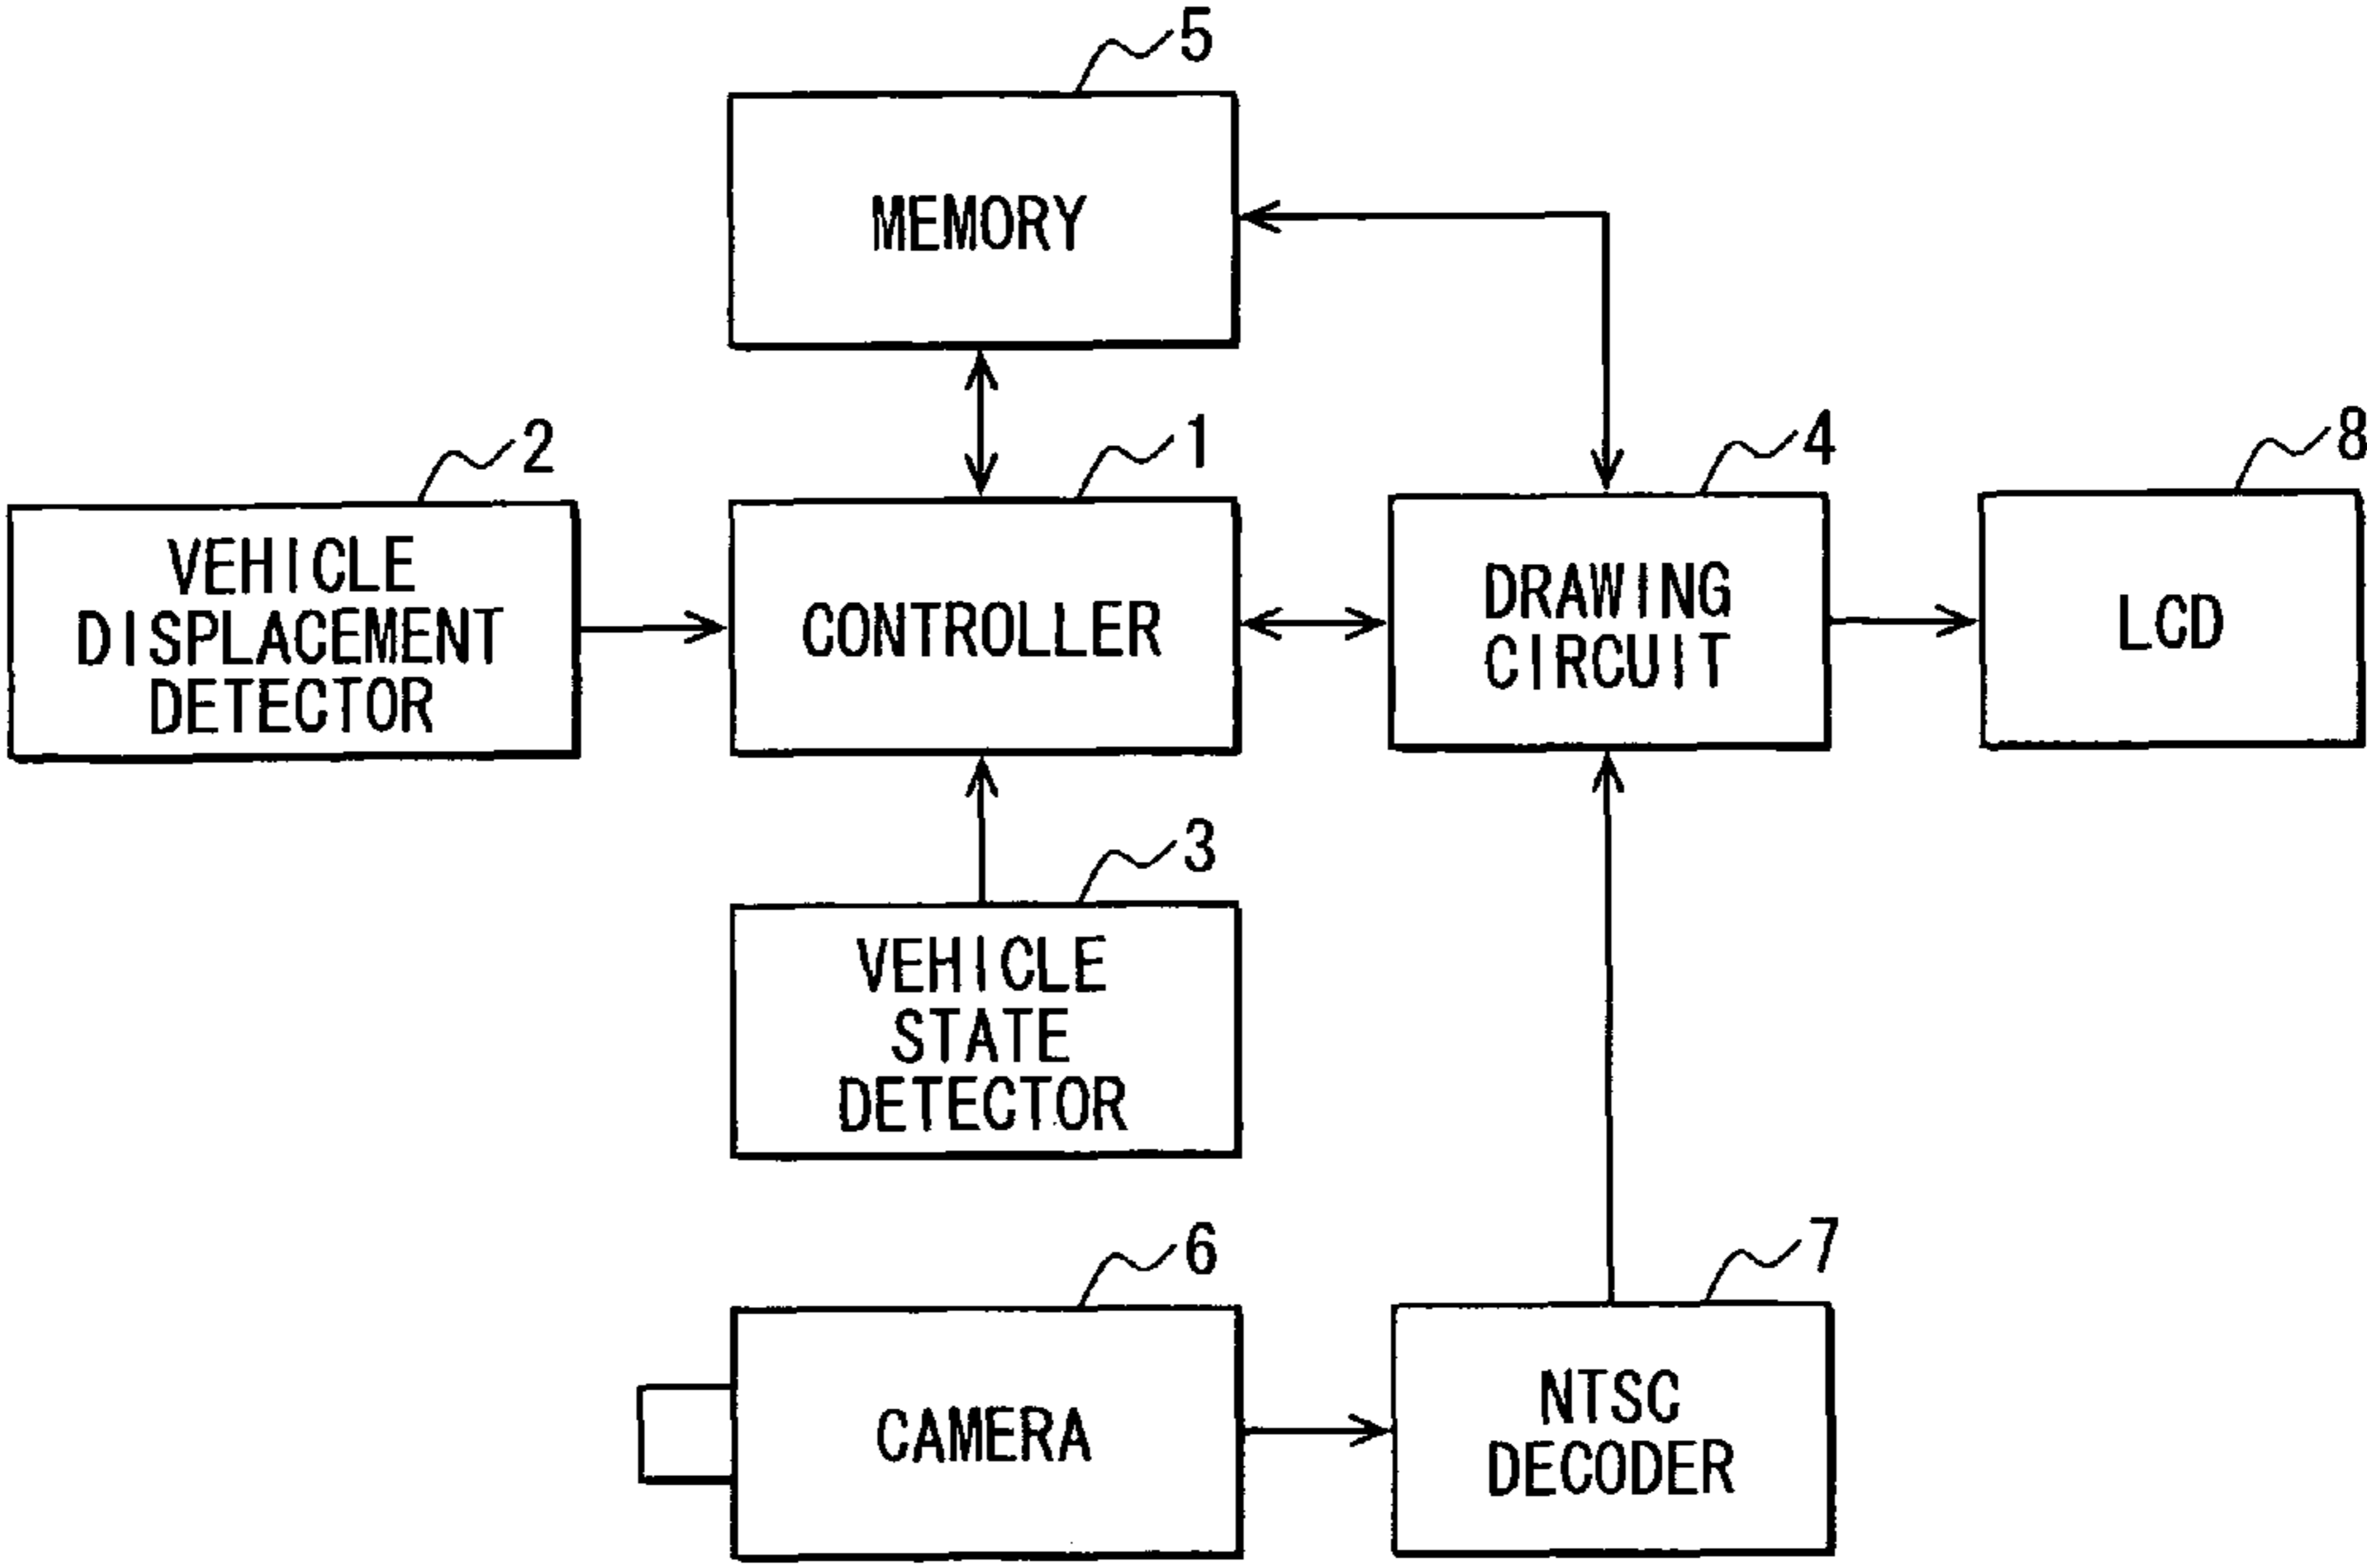 5
MEMORY
2
VEHICLE
DISPLACEMENT
DETECTOR
1
CONTROLLER
4
DRAWING
CIRCUIT
8
LCD
3
VEHICLE
STATE
DETECTOR
6
CAMERA
7
NTSC
DECODER